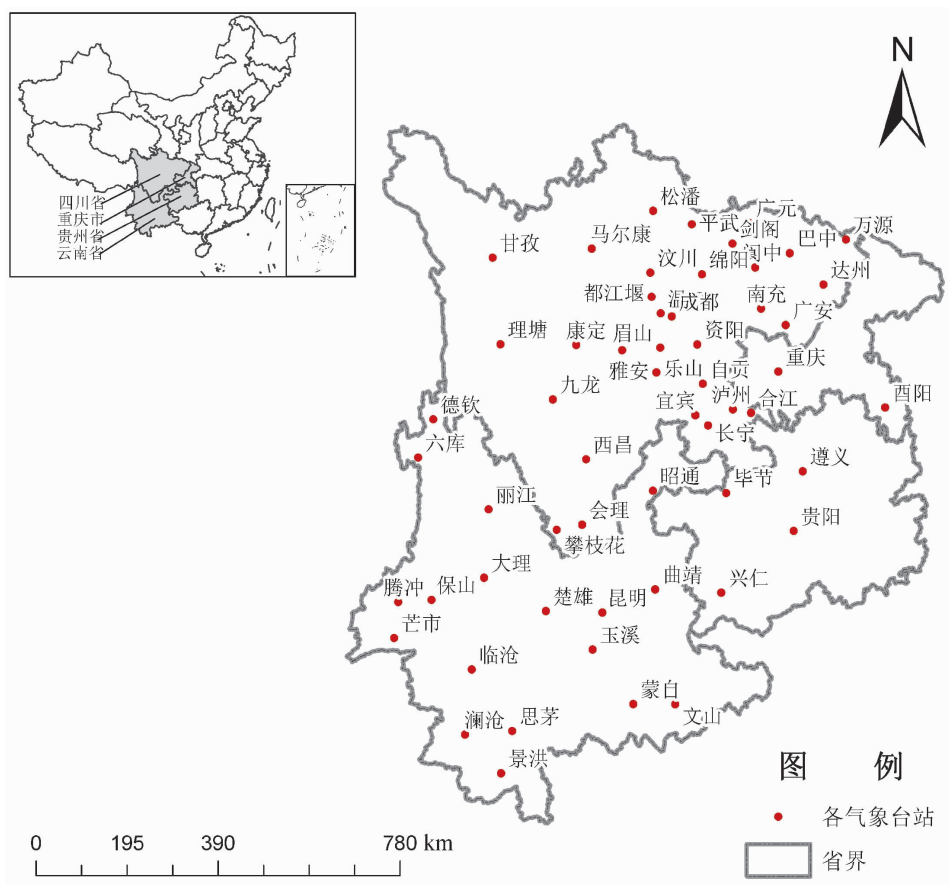 四川省
重庆市
贵州省
云南省
N
松潘
平武
广元
剑阁
万源
甘孜
马尔康
汶川
绵阳
阆中
巴中
达州
都江堰
成都
南充
广安
理塘
康定
眉山
资阳
重庆
雅安
乐山
自贡
九龙
宜宾
泸州
合江
酉阳
德钦
长宁
六库
西昌
昭通
毕节
遵义
丽江
会理
攀枝花
贵阳
大理
曲靖
兴仁
腾冲
保山
楚雄
昆明
芒市
玉溪
临沧
蒙自
文山
澜沧
思茅
景洪
图 例
各气象台站
省界
0 195 390 780 km